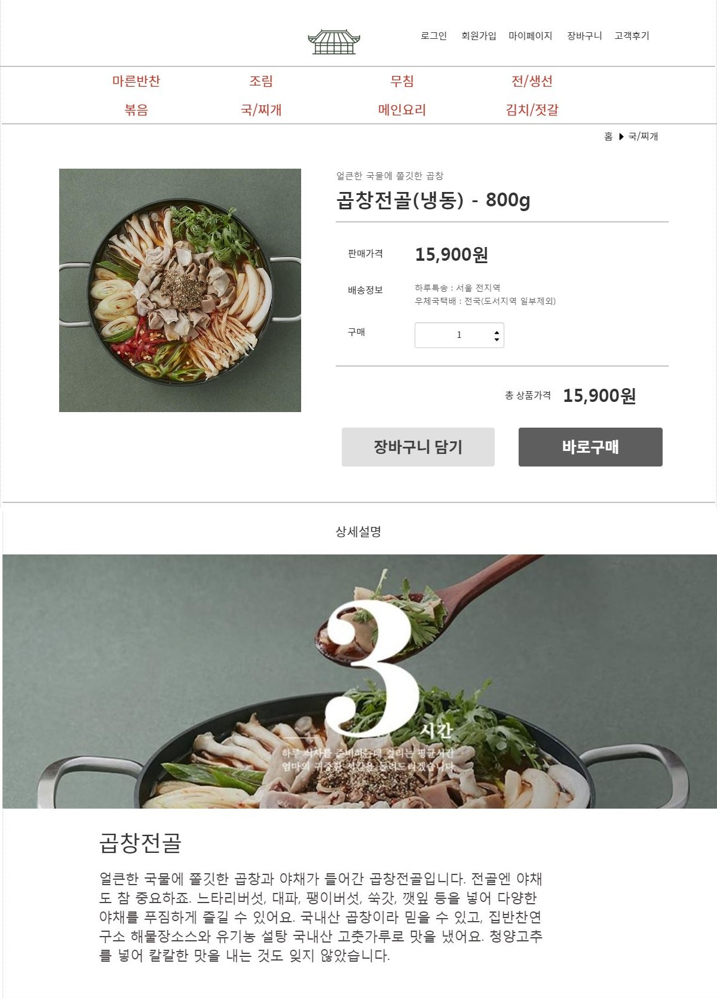 로그인 회원가입 마이페이지 장바구니 고객후기
마른반찬 조림 무침 전/생선
볶음 국/찌개 메인요리 김치/젓갈
홈 국/찌개
얼큰한 국물에 쫄깃한 곱창
곱창전골(냉동) - 800g
판매가격 15,900원
배송정보 하루특송 : 서울 전지역
우체국택배 : 전국(도서지역 일부제외)
구매 1
총 상품가격 15,900원
장바구니 담기 바로구매
상세설명
3
시간
하루 식사를 준비하는데 걸리는 평균시간
엄마의 귀중한 시간을 돌려드리겠습니다
곱창전골
얼큰한 국물에 쫄깃한 곱창과 야채가 들어간 곱창전골입니다. 전골엔 야채
도 참 중요하죠. 느타리버섯, 대파, 팽이버섯, 쑥갓, 깻잎 등을 넣어 다양한
야채를 푸짐하게 즐길 수 있어요. 국내산 곱창이라 믿을 수 있고, 집반찬연
구소 해물장소스와 유기농 설탕 국내산 고춧가루로 맛을 냈어요. 청양고추
를 넣어 칼칼한 맛을 내는 것도 잊지 않았습니다.